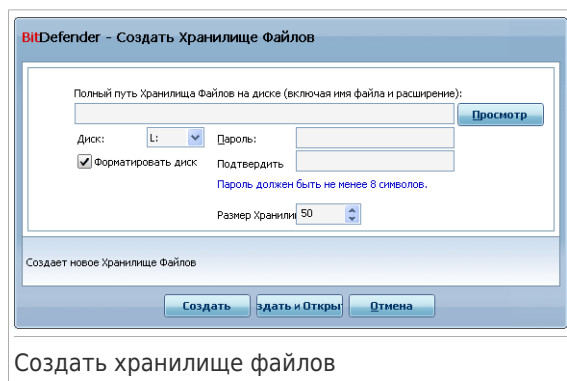 BitDefender - Создать Хранилище Файлов
Полный путь Хранилища Файлов на диске (включая имя файла и расширение):
Просмотр
Диск: L: Пароль:
Форматировать диск Подтвердить
Пароль должен быть не менее 8 символов.
Размер Хранили 50
Создает новое Хранилище Файлов
Создать здать и Откры Отмена
Создать хранилище файлов